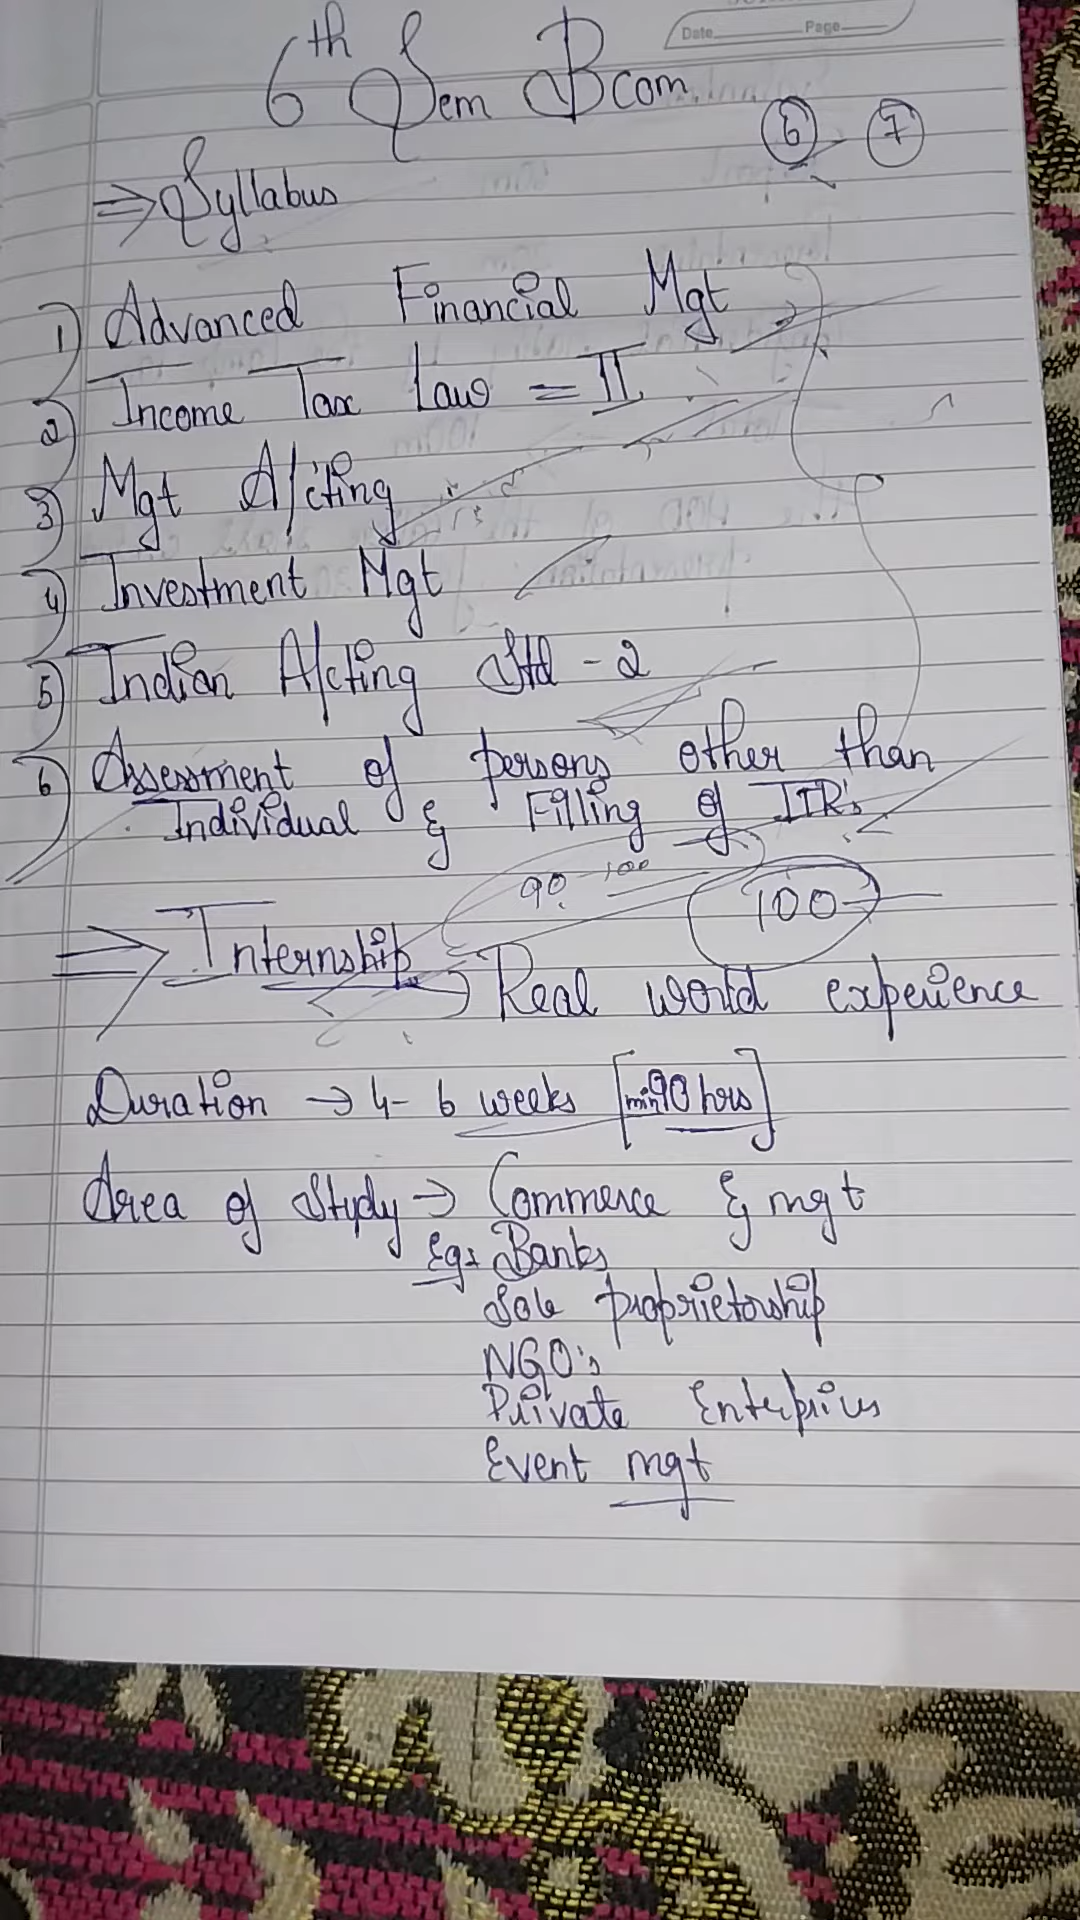 Date Page
6th Sem Bcom
6 7
⇒ Syllabus
1) Advanced Financial Mgt
2) Income Tax Law = II
3) Mgt A/cting
4) Investment Mgt
5) Indian A/cting Std - 2
6) Assessment of persons other than
Individual & Filling of ITR's
90 100
100
⇒ Internship
→ Real world experience
Duration → 4- 6 weeks [min 90 hrs]
Area of Study → Commerce & mgt
Eg: Banks
Sole proprietorship
NGO's
Private Enterprises
Event mgt